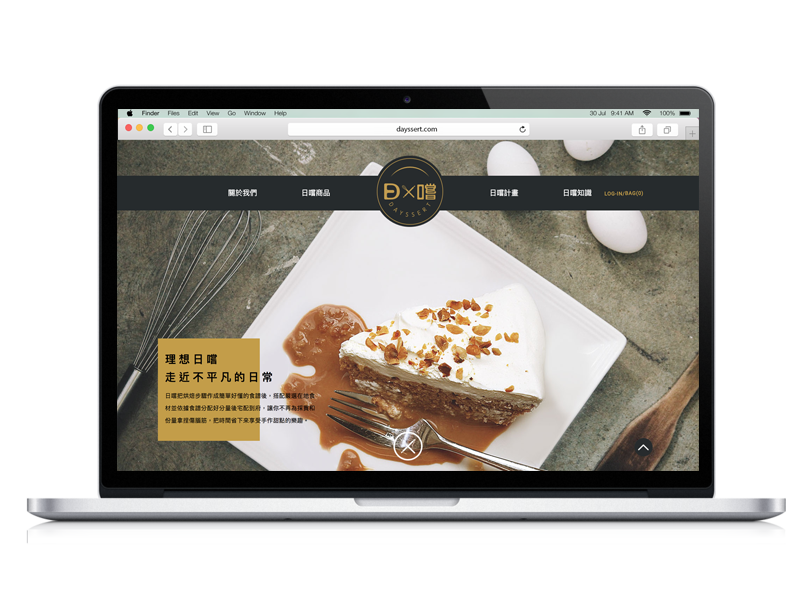 Finder Files Edit View Go Window Help 30 Jul 9:41 AM 100%
dayssert.com
關於我們 日嚐商品 日嚐計畫 日嚐知識 LOG-IN/BAG(0)
D×嚐
DAYSSERT
理想日嚐
走近不平凡的日常
日嚐把烘焙步驟作成簡單好懂的食譜後,搭配嚴選在地食
材並依據食譜分配好分量後宅配到府,讓你不再為採買和
份量拿捏傷腦筋,把時間省下來享受手作甜點的樂趣。